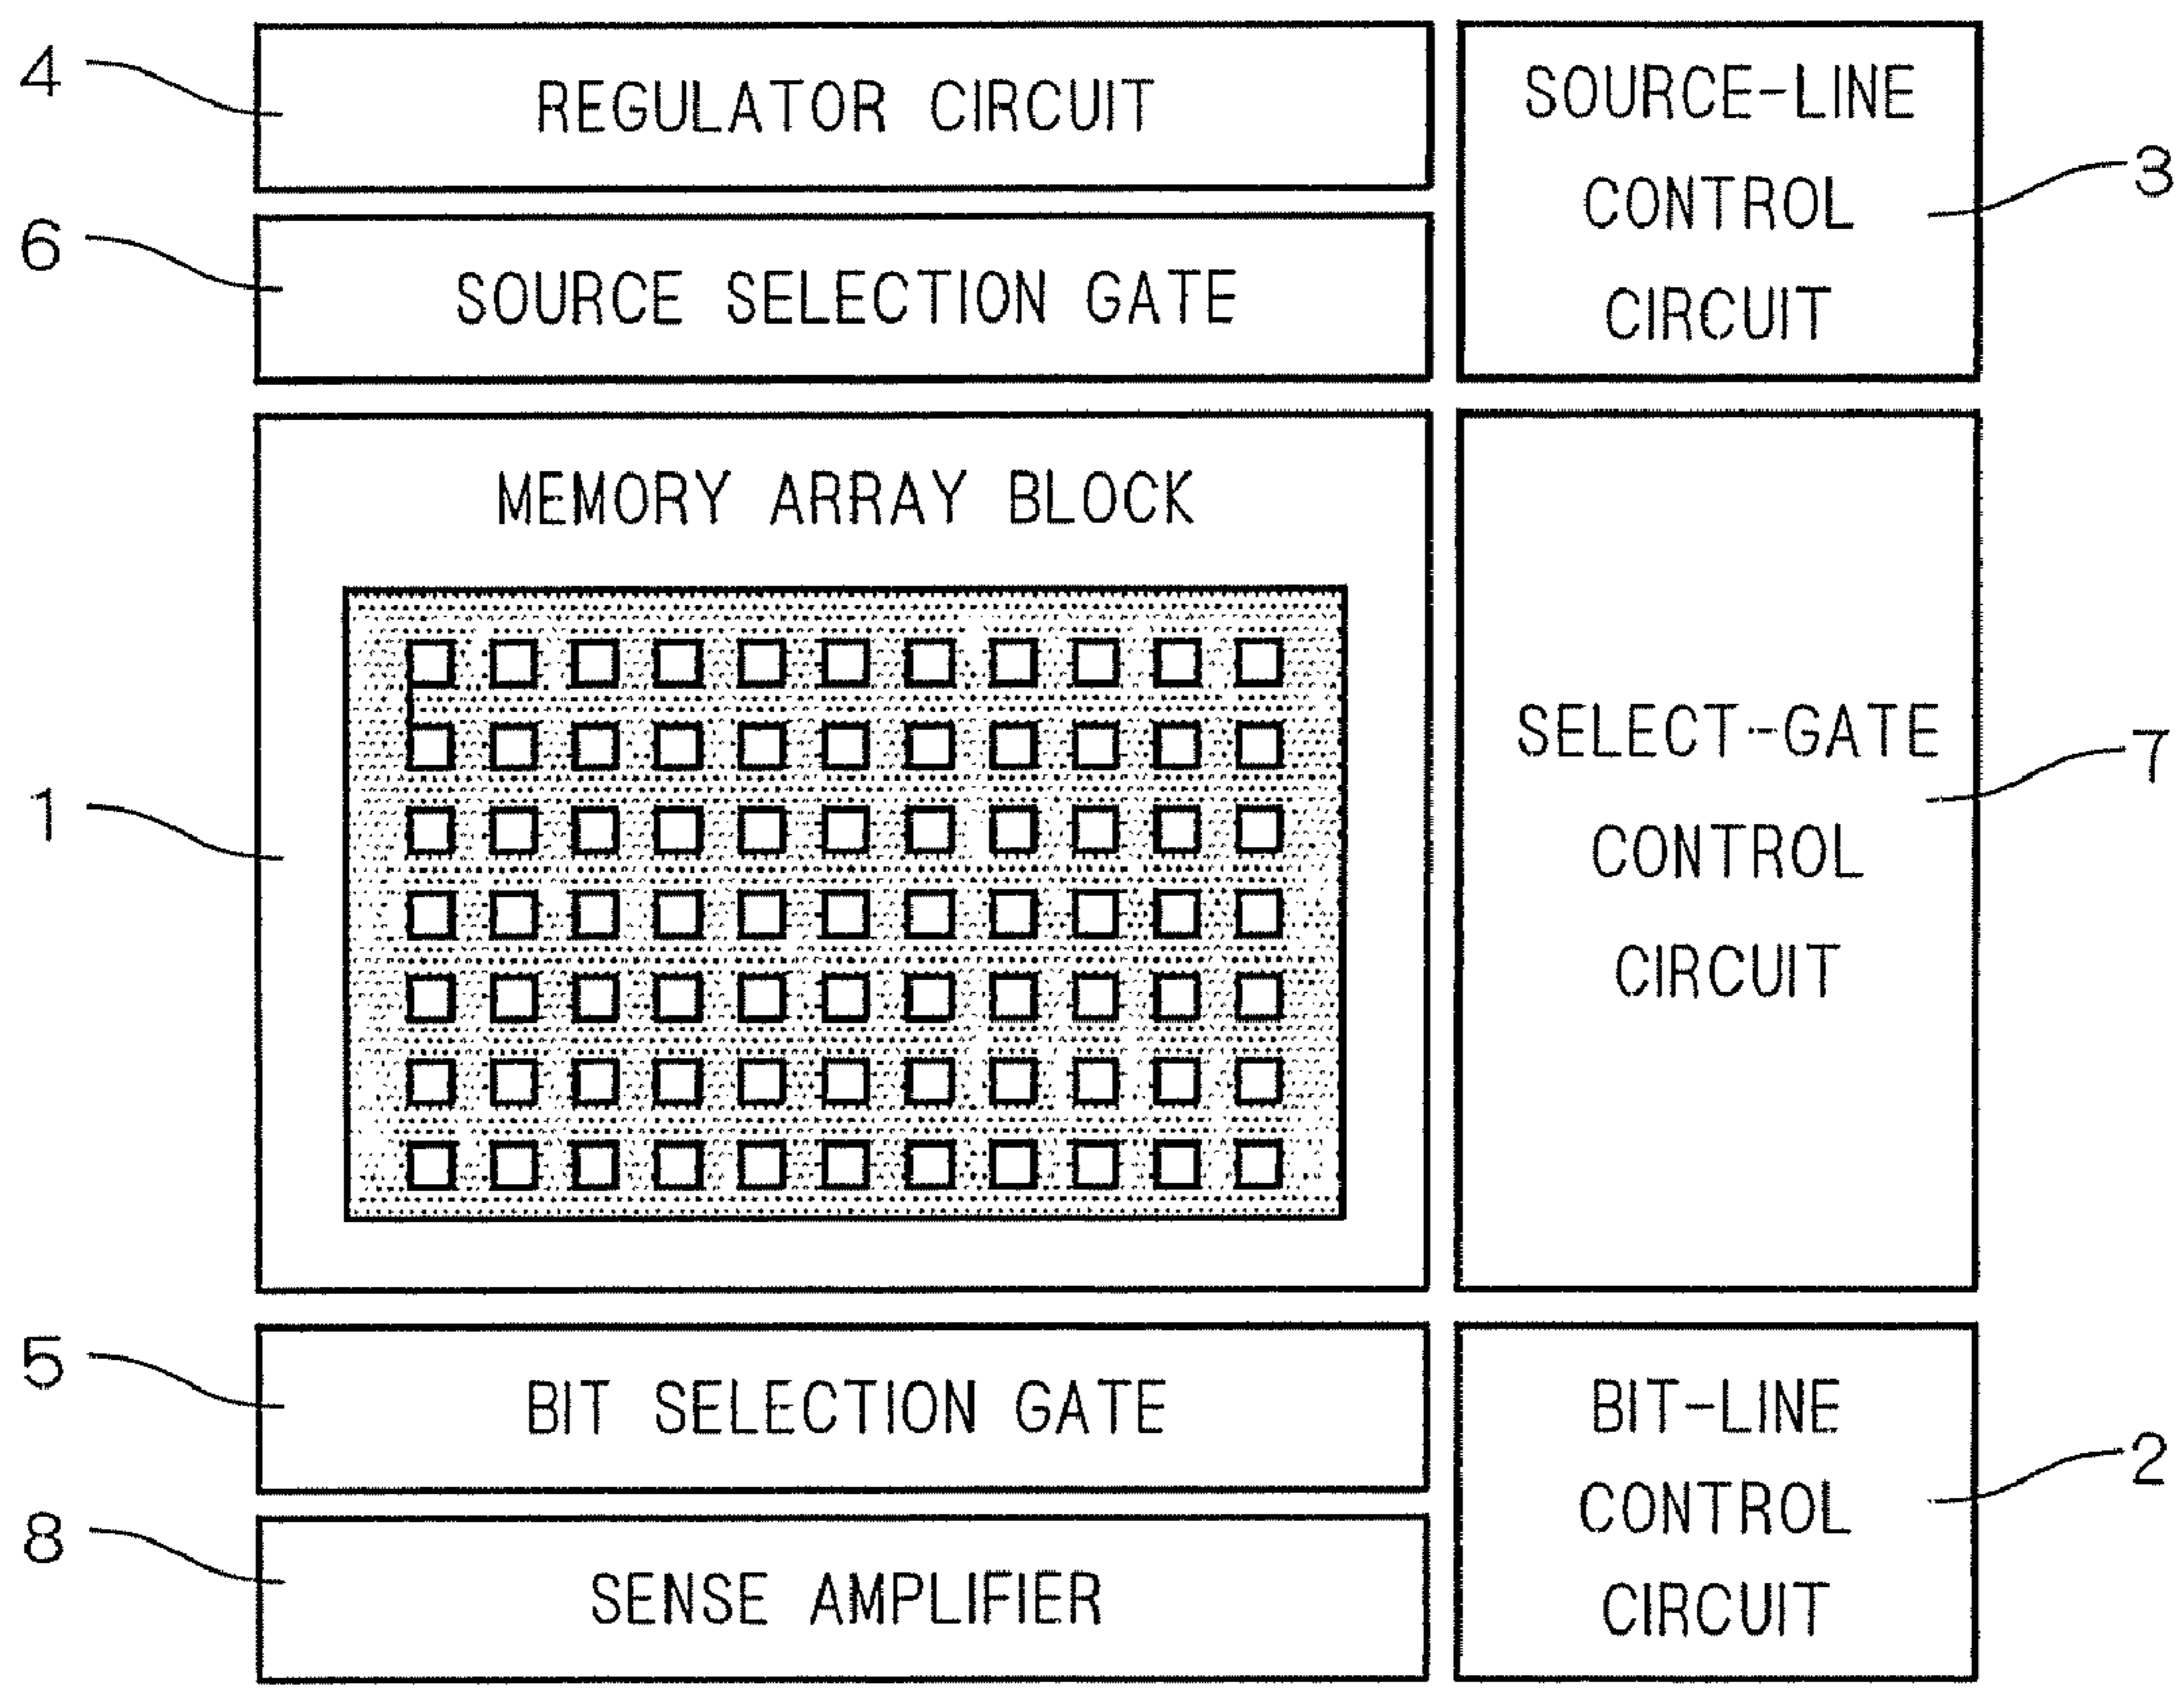 4
REGULATOR CIRCUIT
SOURCE-LINE
CONTROL
CIRCUIT
3
6
SOURCE SELECTION GATE
1
MEMORY ARRAY BLOCK
SELECT-GATE
CONTROL
CIRCUIT
7
5
BIT SELECTION GATE
BIT-LINE
CONTROL
CIRCUIT
2
8
SENSE AMPLIFIER